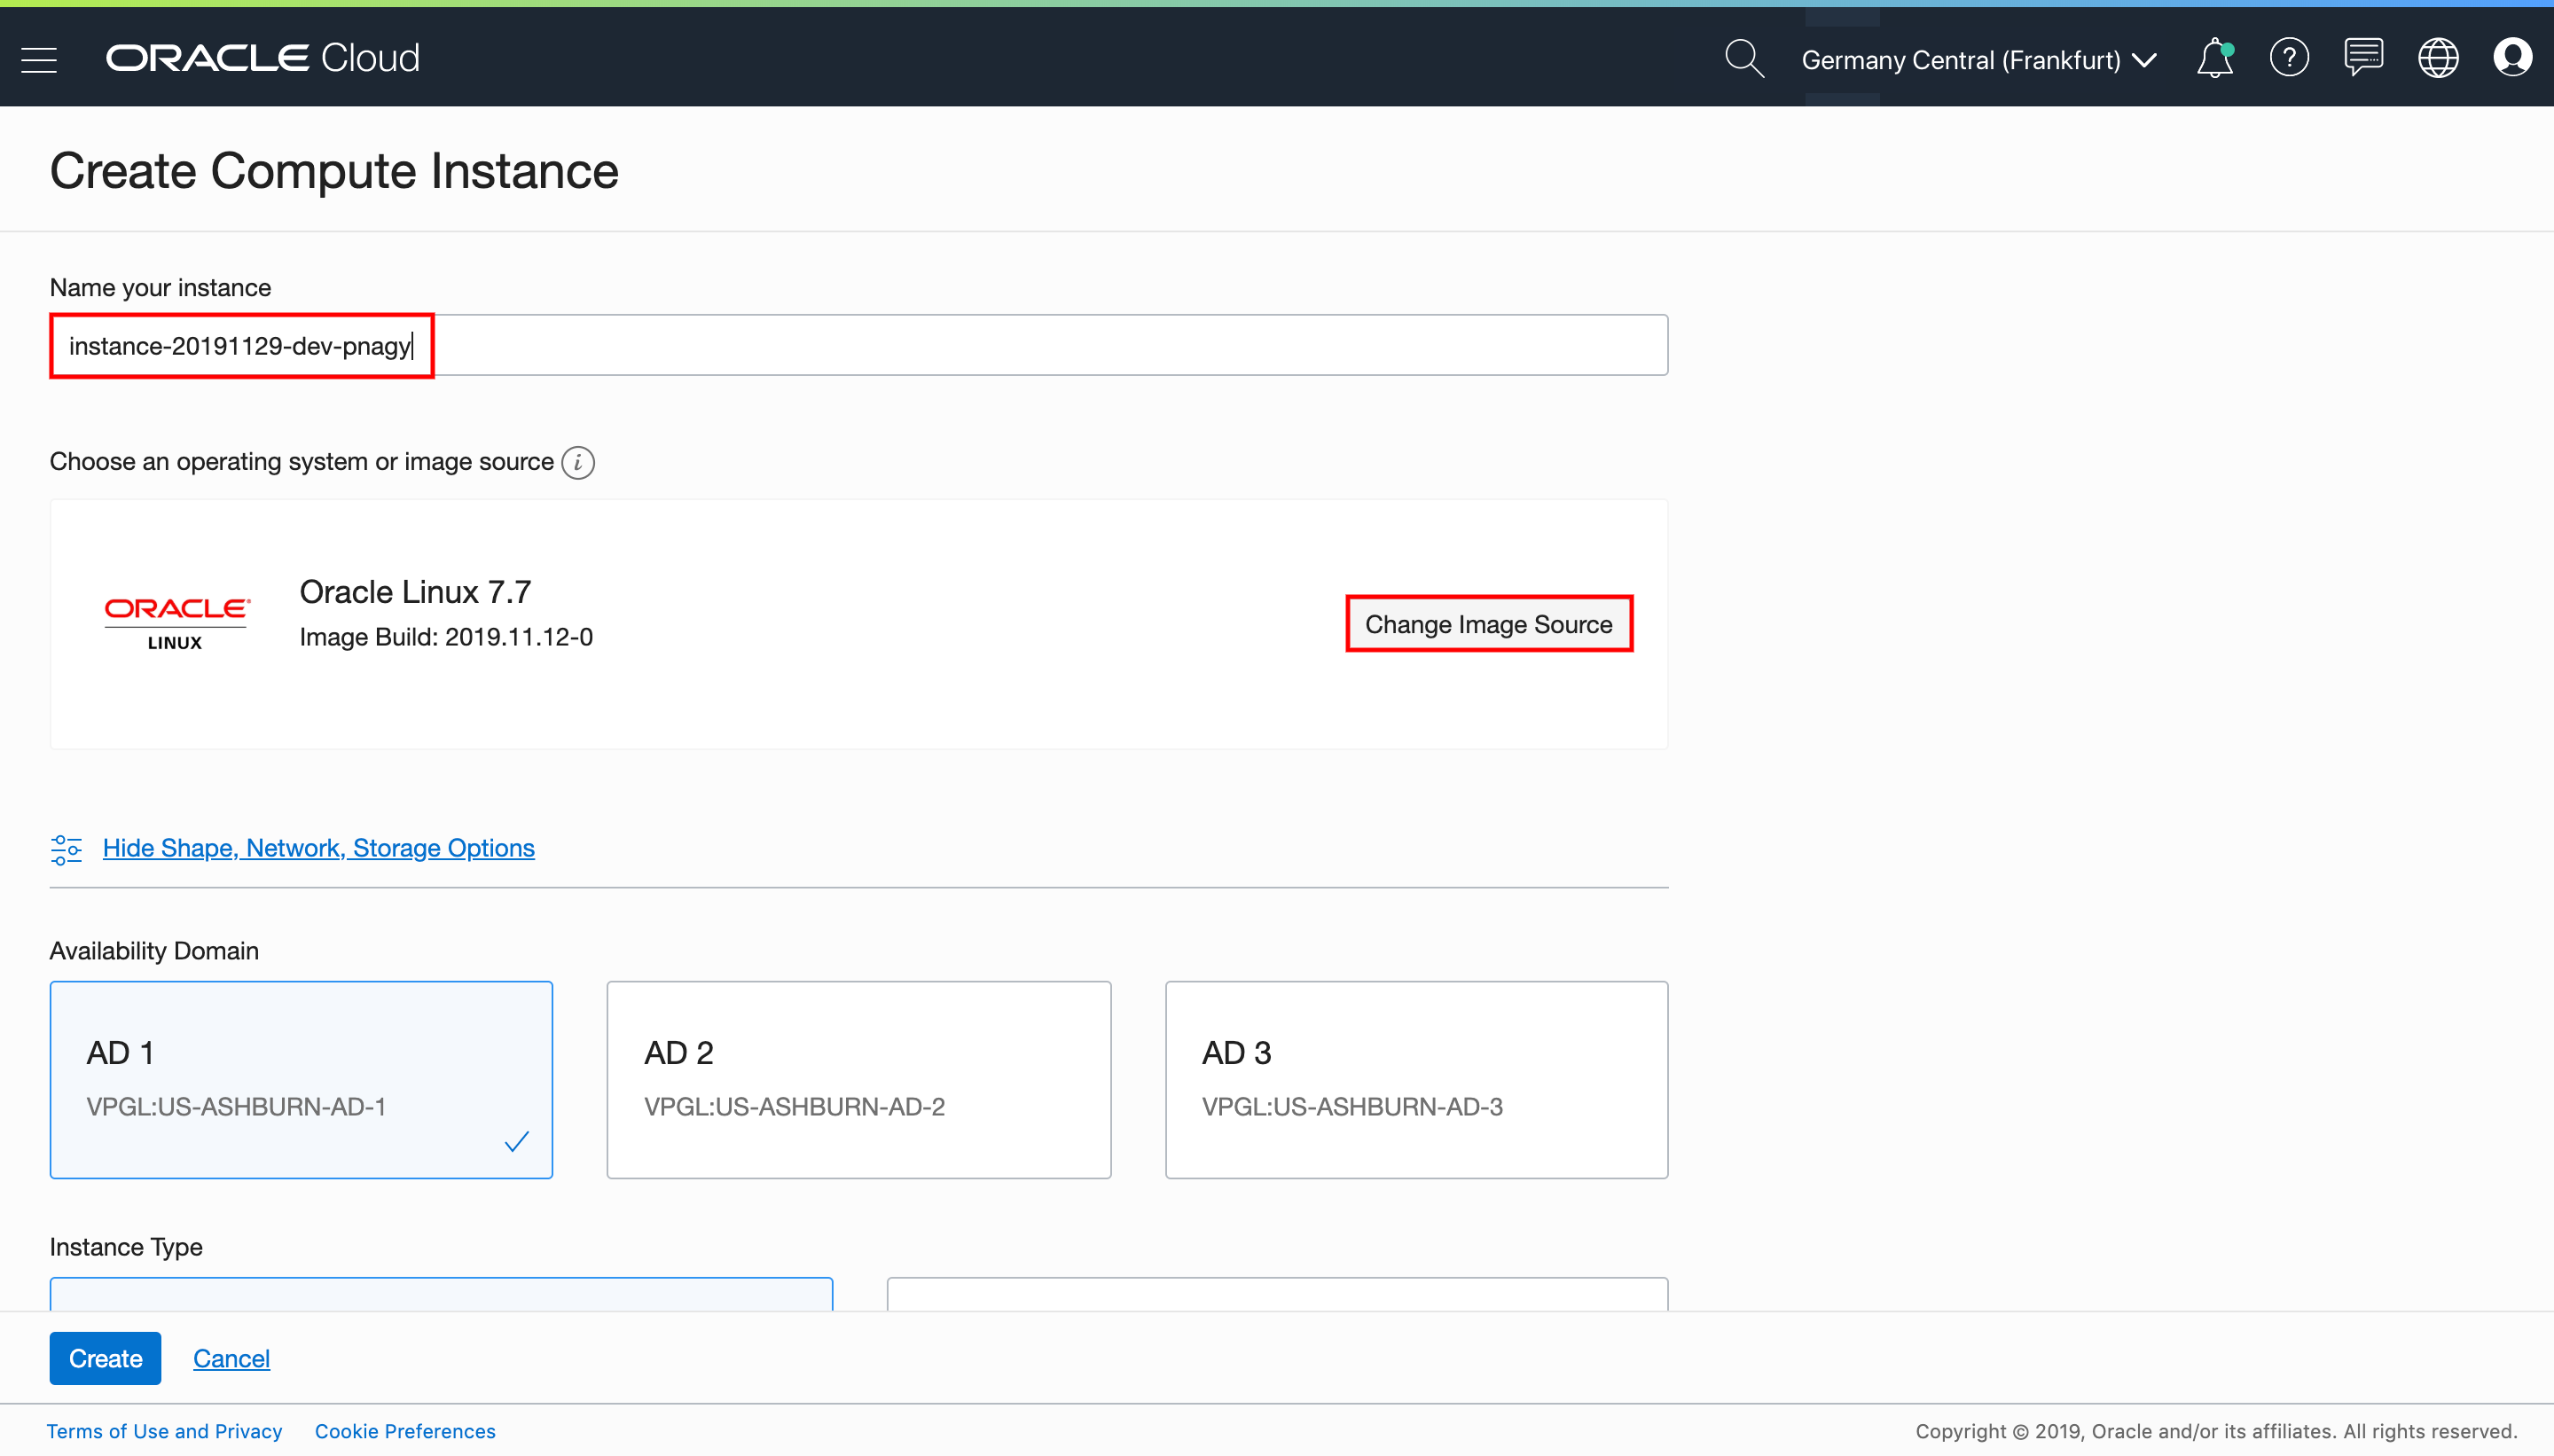 ORACLE Cloud
Germany Central (Frankfurt)
Create Compute Instance
Name your instance
instance-20191129-dev-pnagy
Choose an operating system or image source
ORACLE
LINUX
Oracle Linux 7.7
Image Build: 2019.11.12-0
Change Image Source
Hide Shape, Network, Storage Options
Availability Domain
AD 1
VPGL:US-ASHBURN-AD-1
AD 2
VPGL:US-ASHBURN-AD-2
AD 3
VPGL:US-ASHBURN-AD-3
Instance Type
Create
Cancel
Terms of Use and Privacy
Cookie Preferences
Copyright © 2019, Oracle and/or its affiliates. All rights reserved.